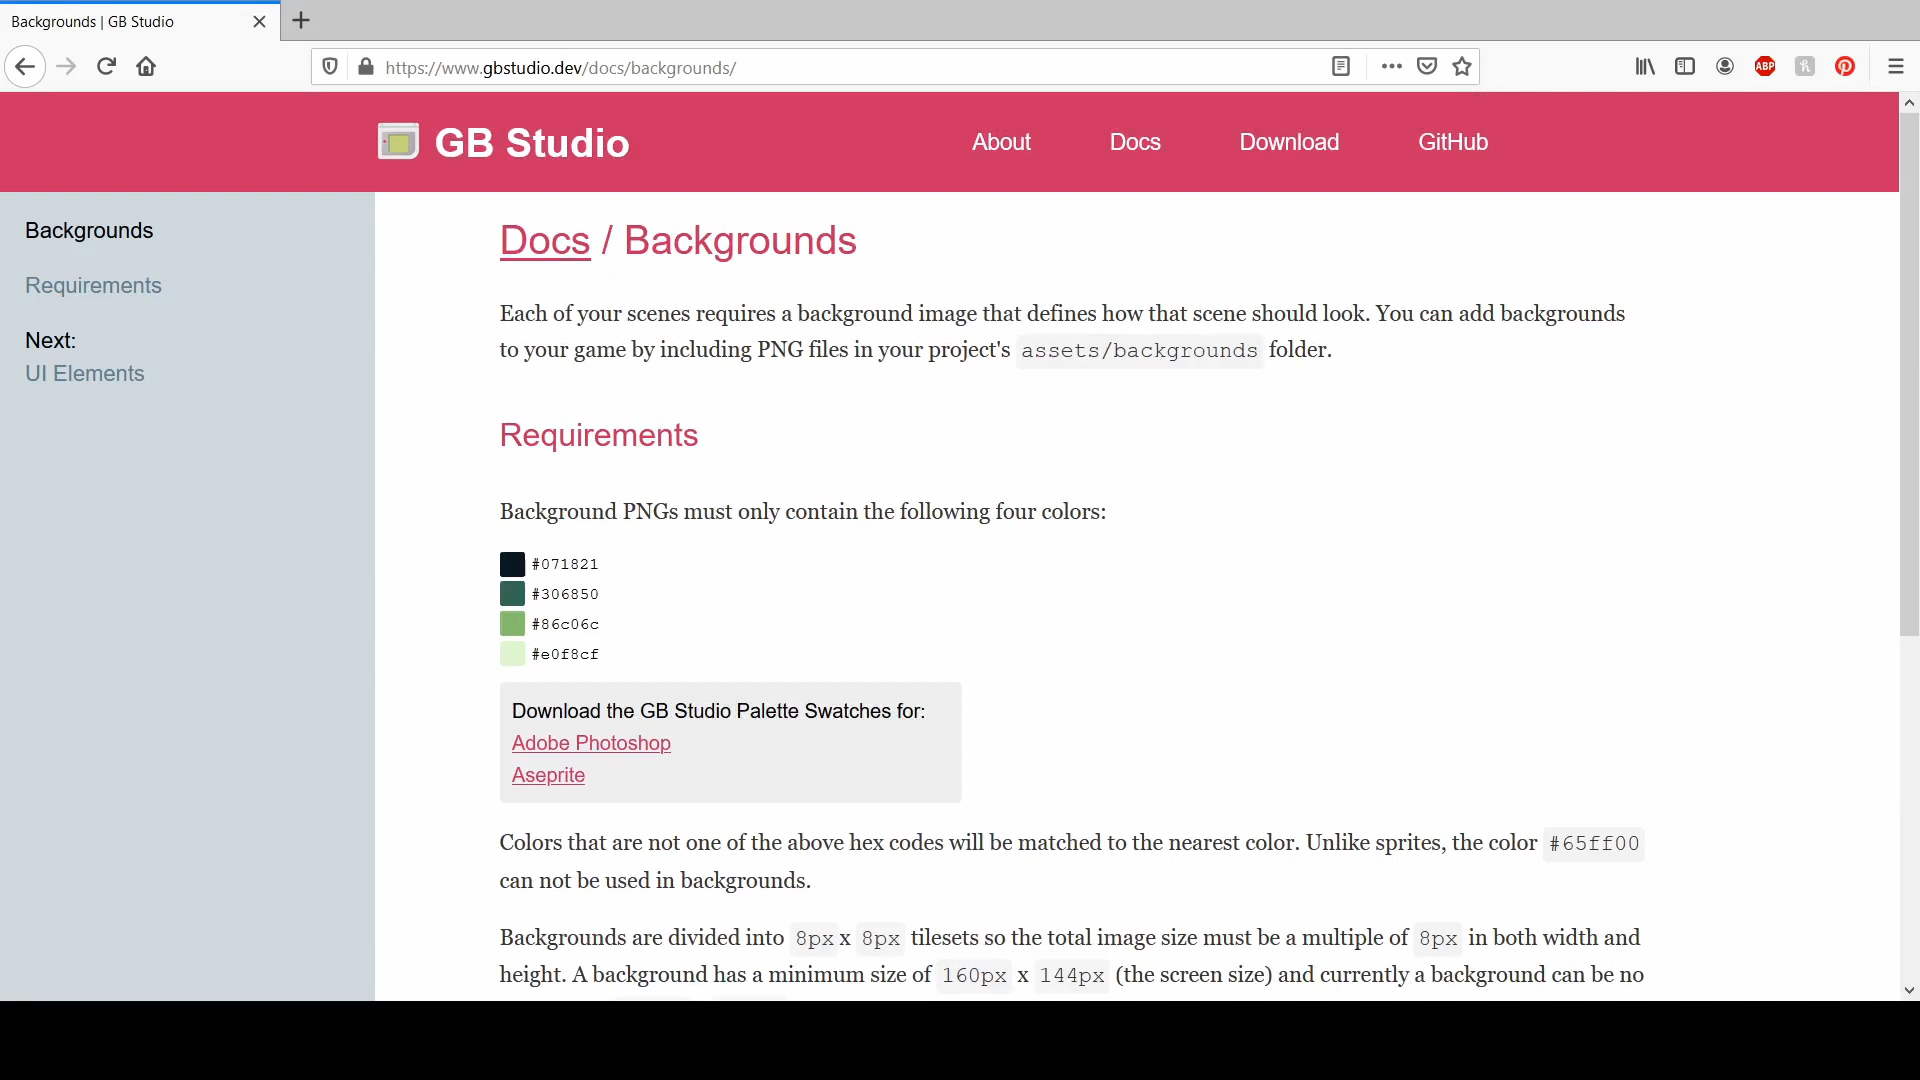 Backgrounds | GB Studio
https://www.gbstudio.dev/docs/backgrounds/
ABP
GB Studio
About
Docs
Download
GitHub
Backgrounds
Requirements
Next:
UI Elements
Docs / Backgrounds
Each of your scenes requires a background image that defines how that scene should look. You can add backgrounds
to your game by including PNG files in your project's assets/backgrounds folder.
Requirements
Background PNGs must only contain the following four colors:
#071821
#306850
#86c06c
#e0f8cf
Download the GB Studio Palette Swatches for:
Adobe Photoshop
Aseprite
Colors that are not one of the above hex codes will be matched to the nearest color. Unlike sprites, the color #65ff00
can not be used in backgrounds.
Backgrounds are divided into 8px x 8px tilesets so the total image size must be a multiple of 8px in both width and
height. A background has a minimum size of 160px x 144px (the screen size) and currently a background can be no